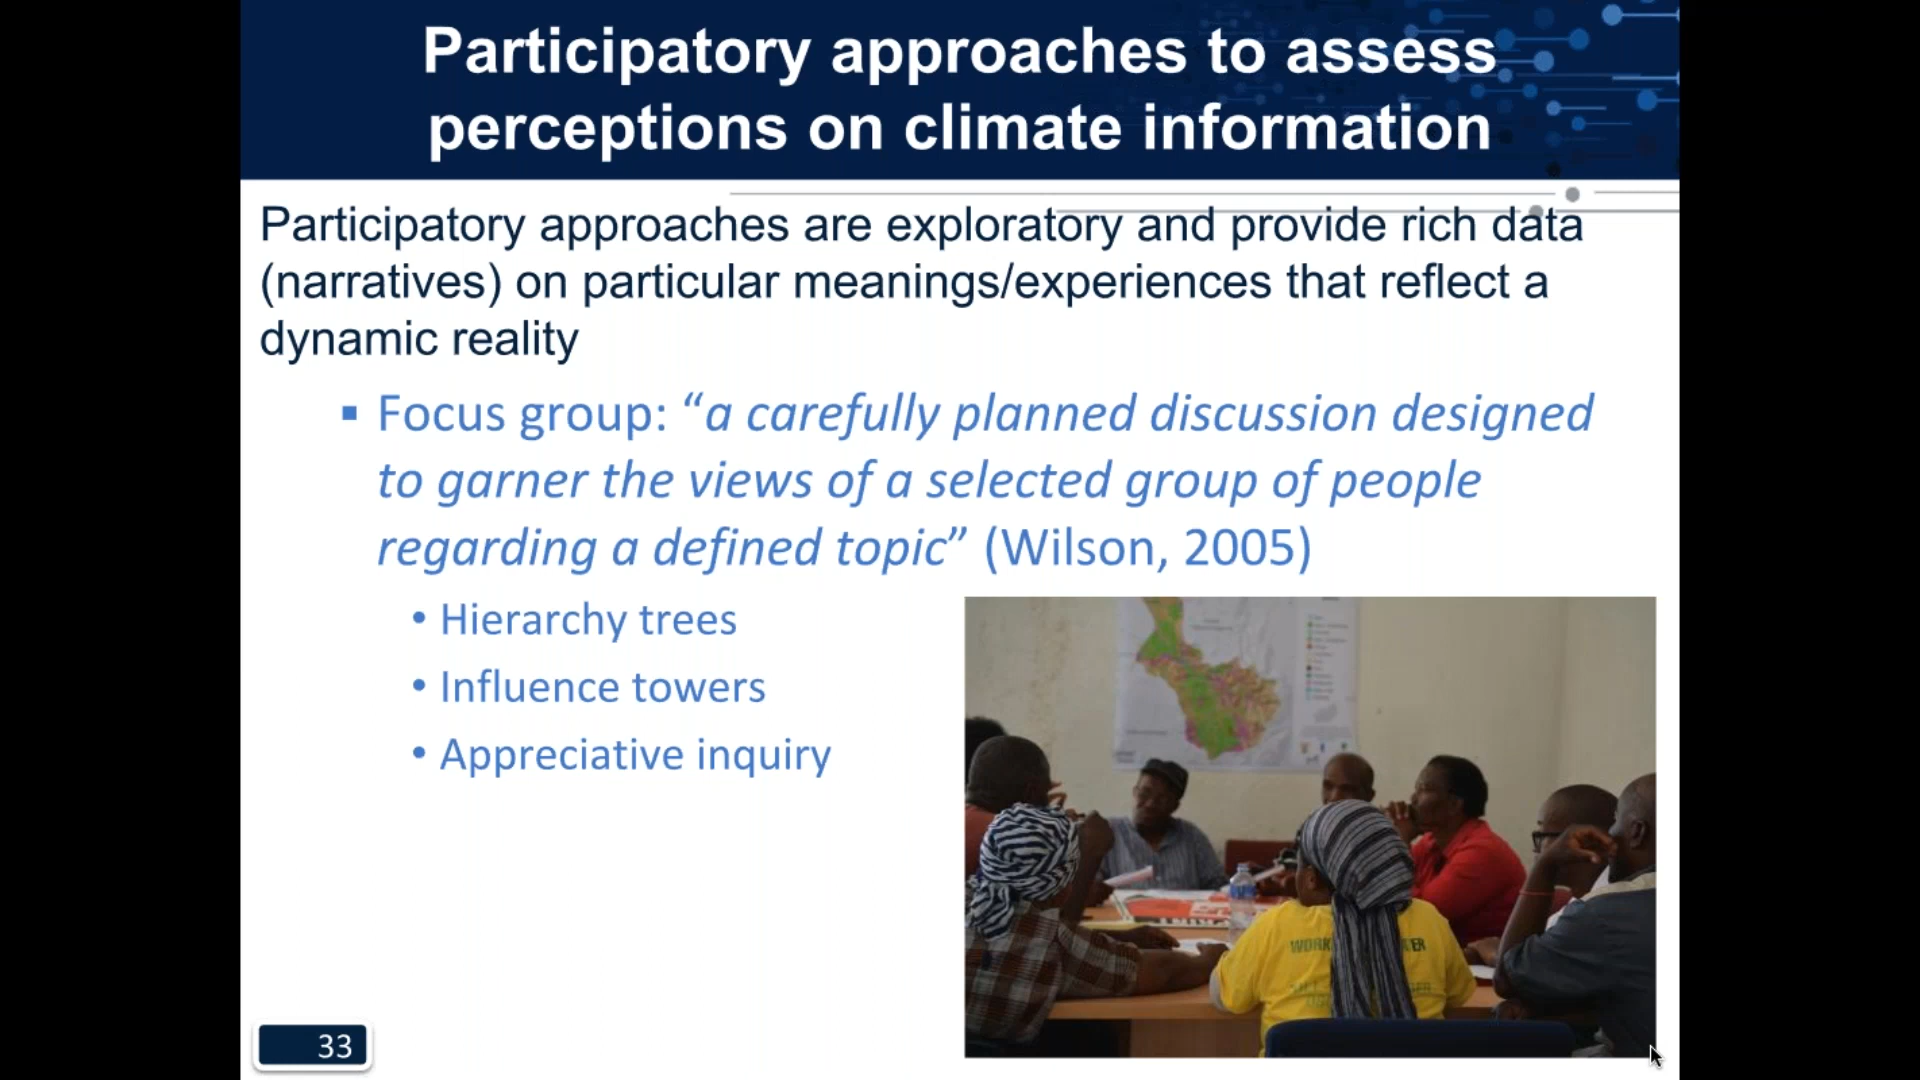 Participatory approaches to assess
perceptions on climate information
Participatory approaches are exploratory and provide rich data
(narratives) on particular meanings/experiences that reflect a
dynamic reality
▪ Focus group: “a carefully planned discussion designed
to garner the views of a selected group of people
regarding a defined topic” (Wilson, 2005)
• Hierarchy trees
• Influence towers
• Appreciative inquiry
33